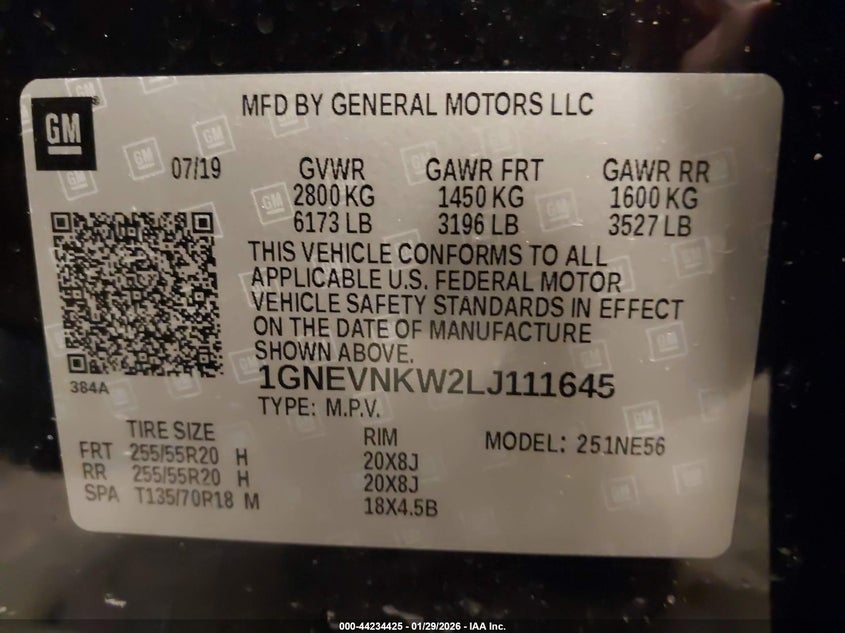 GM
MFD BY GENERAL MOTORS LLC
07/19 GVWR GAWR FRT GAWR RR
2800 KG 1450 KG 1600 KG
6173 LB 3196 LB 3527 LB
THIS VEHICLE CONFORMS TO ALL
APPLICABLE U.S. FEDERAL MOTOR
VEHICLE SAFETY STANDARDS IN EFFECT
ON THE DATE OF MANUFACTURE
SHOWN ABOVE.
384A
1GNEVNKW2LJ111645
TYPE: M.P.V.
TIRE SIZE RIM MODEL: 251NE56
FRT 255/55R20 H 20X8J
RR 255/55R20 H 20X8J
SPA T135/70R18 M 18X4.5B
000-44234425 | 01/29/2026 - IAA Inc.